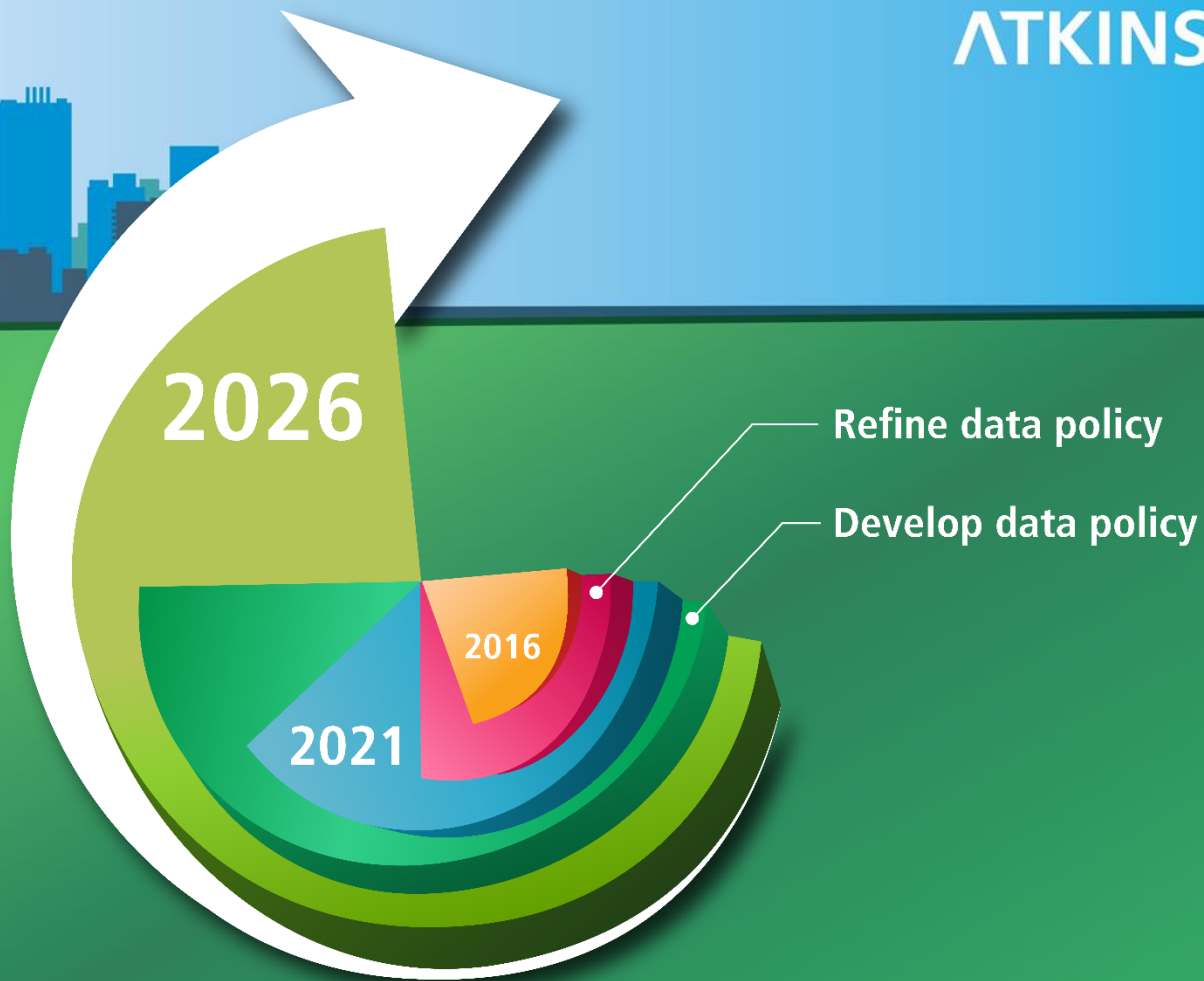 ATKINS
2026
Refine data policy
Develop data policy
2016
2021